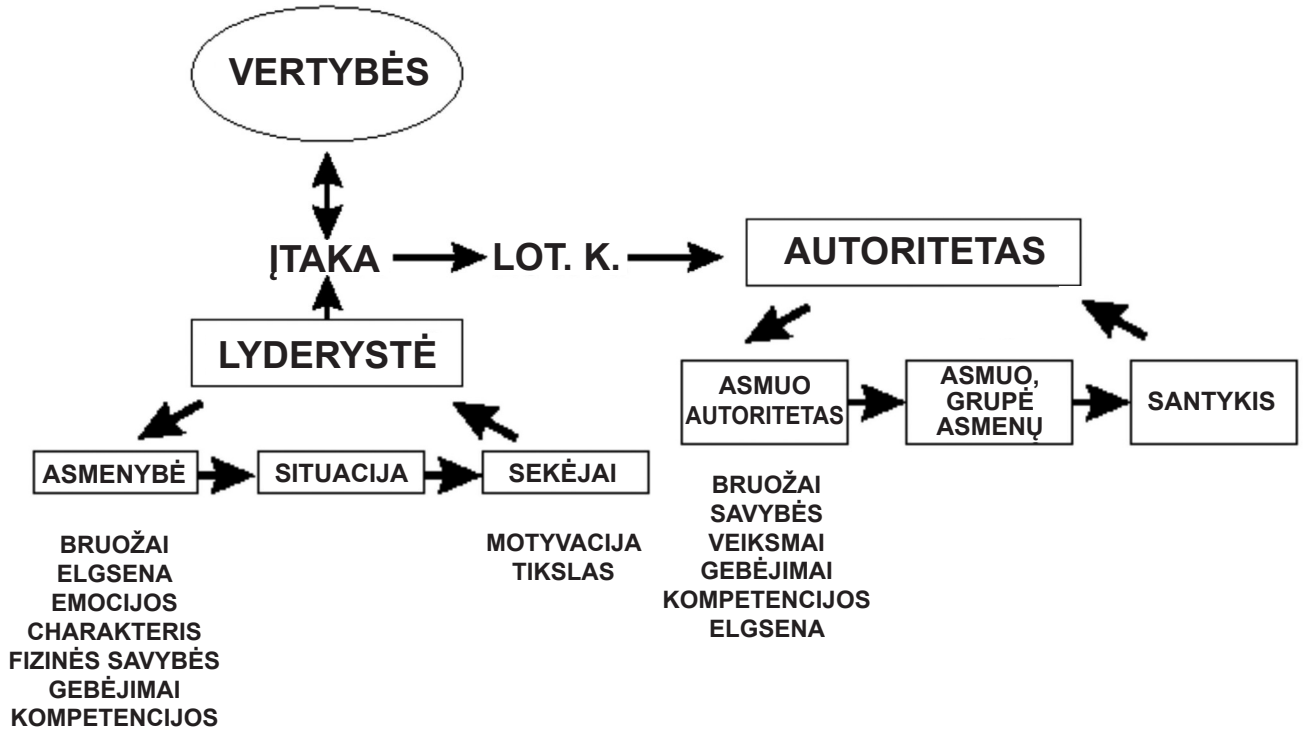 VERTYBĖS
ĮTAKA
LOT. K.
AUTORITETAS
LYDERYSTĖ
ASMENYBĖ
SITUACIJA
SEKĖJAI
BRUOŽAI
ELGSENA
EMOCIJOS
CHARAKTERIS
FIZINĖS SAVYBĖS
GEBĖJIMAI
KOMPETENCIJOS
MOTYVACIJA
TIKSLAS
ASMUO
AUTORITETAS
ASMUO,
GRUPĖ
ASMENŲ
SANTYKIS
BRUOŽAI
SAVYBĖS
VEIKSMAI
GEBĖJIMAI
KOMPETENCIJOS
ELGSENA